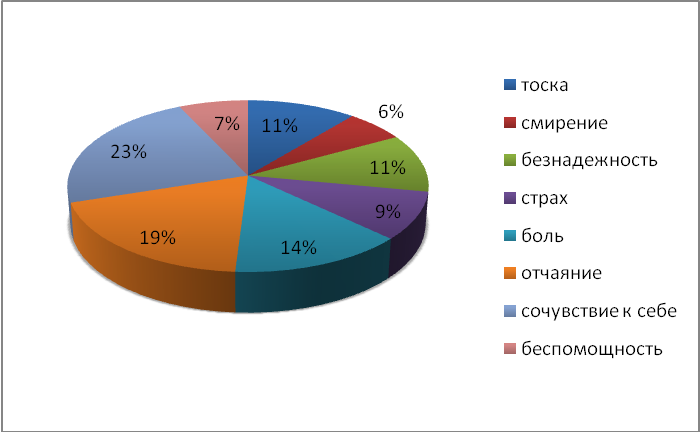 11%
6%
11%
9%
14%
19%
23%
7%
тоска
смирение
безнадежность
страх
боль
отчаяние
сочувствие к себе
беспомощность